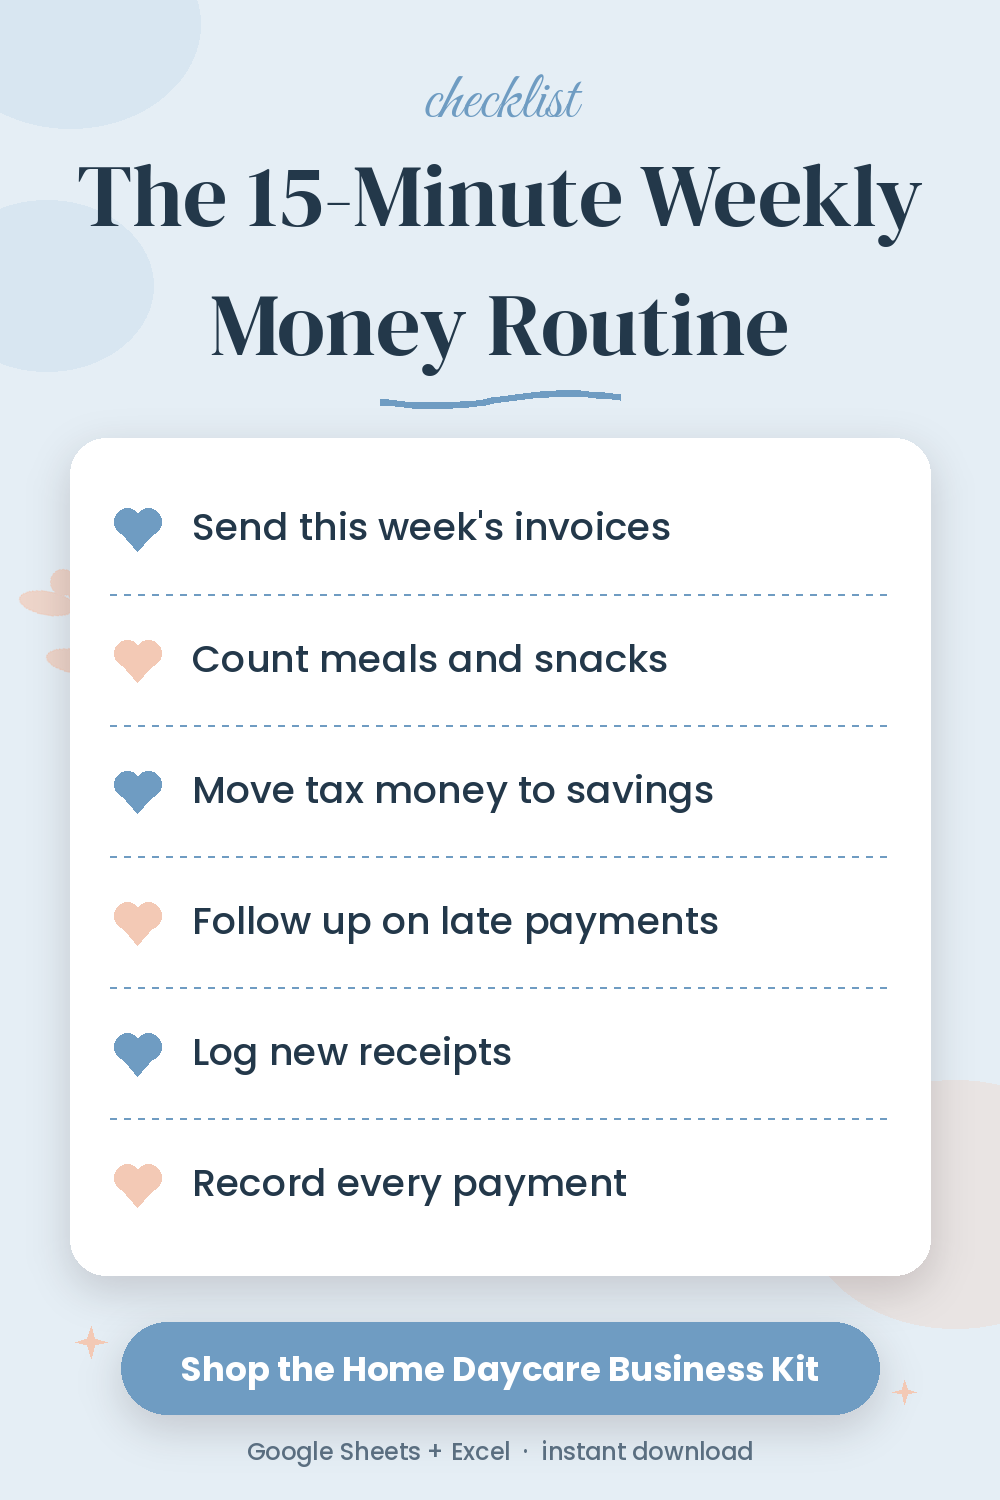 checklist
The 15-Minute Weekly
Money Routine
Send this week's invoices
Count meals and snacks
Move tax money to savings
Follow up on late payments
Log new receipts
Record every payment
Shop the Home Daycare Business Kit
Google Sheets + Excel · instant download